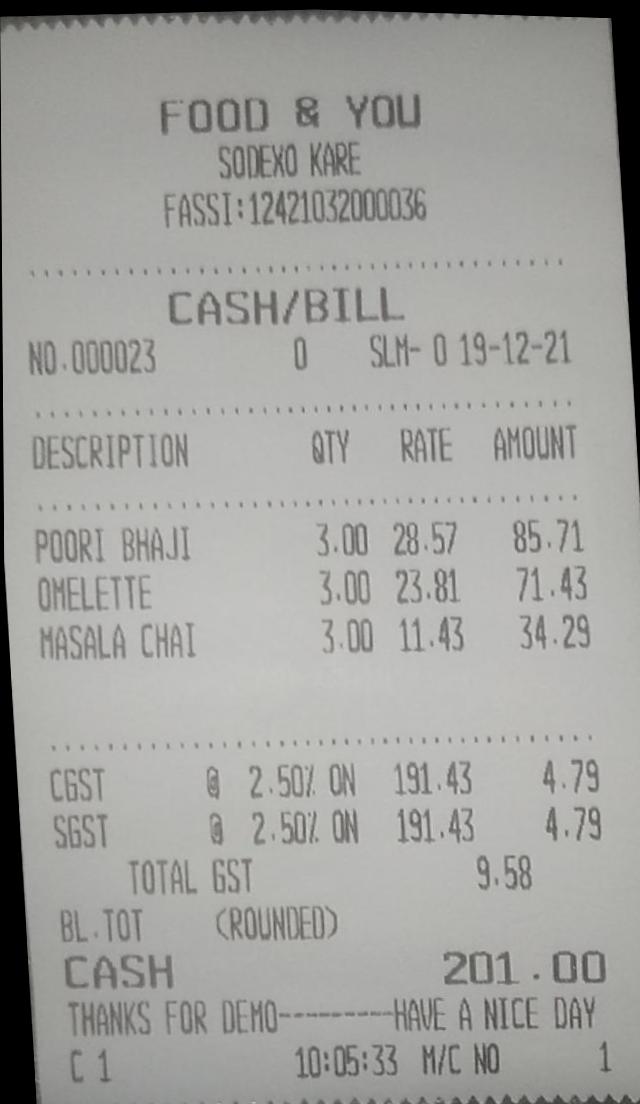 FOOD & YOU
SODEXO KARE
FASSI:12421032000036
CASH/BILL
NO.000023 0 SLM- 0 19-12-21
DESCRIPTION QTY RATE AMOUNT
POORI BHAJI 3.00 28.57 85.71
OMELETTE 3.00 23.81 71.43
MASALA CHAI 3.00 11.43 34.29
CGST @ 2.50% ON 191.43 4.79
SGST @ 2.50% ON 191.43 4.79
TOTAL GST 9.58
BL.TOT (ROUNDED)
CASH 201.00
THANKS FOR DEMO---------HAVE A NICE DAY
C 1 10:05:33 M/C NO 1